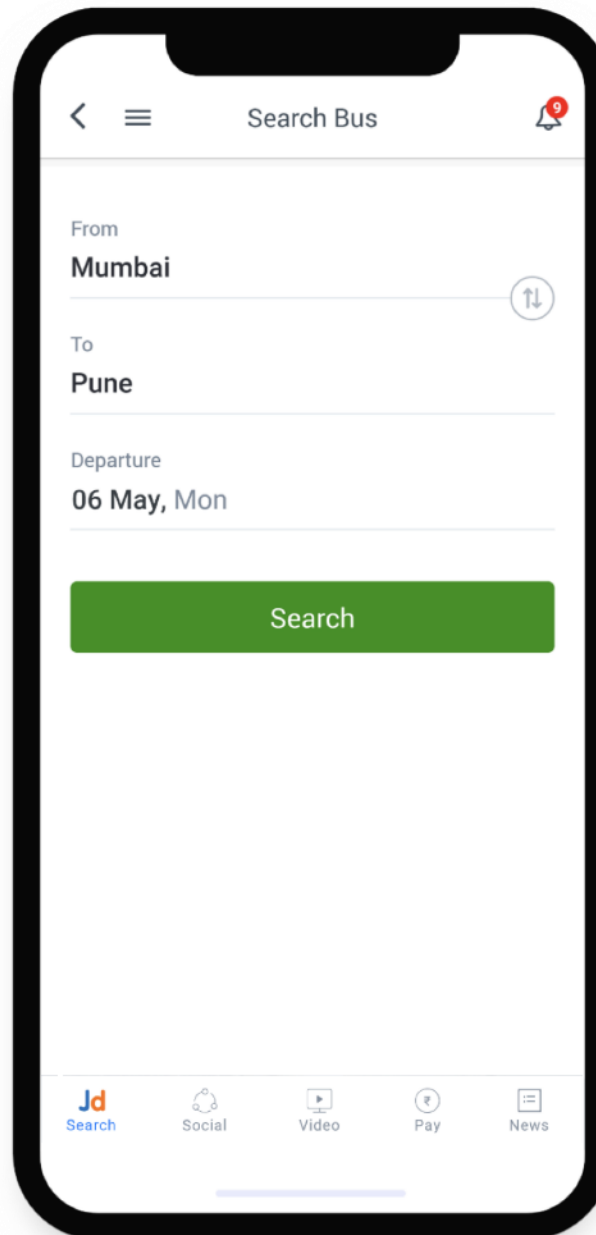 Search Bus
9
From
Mumbai
To
Pune
Departure
06 May, Mon
Search
Jd
Search Social Video Pay News